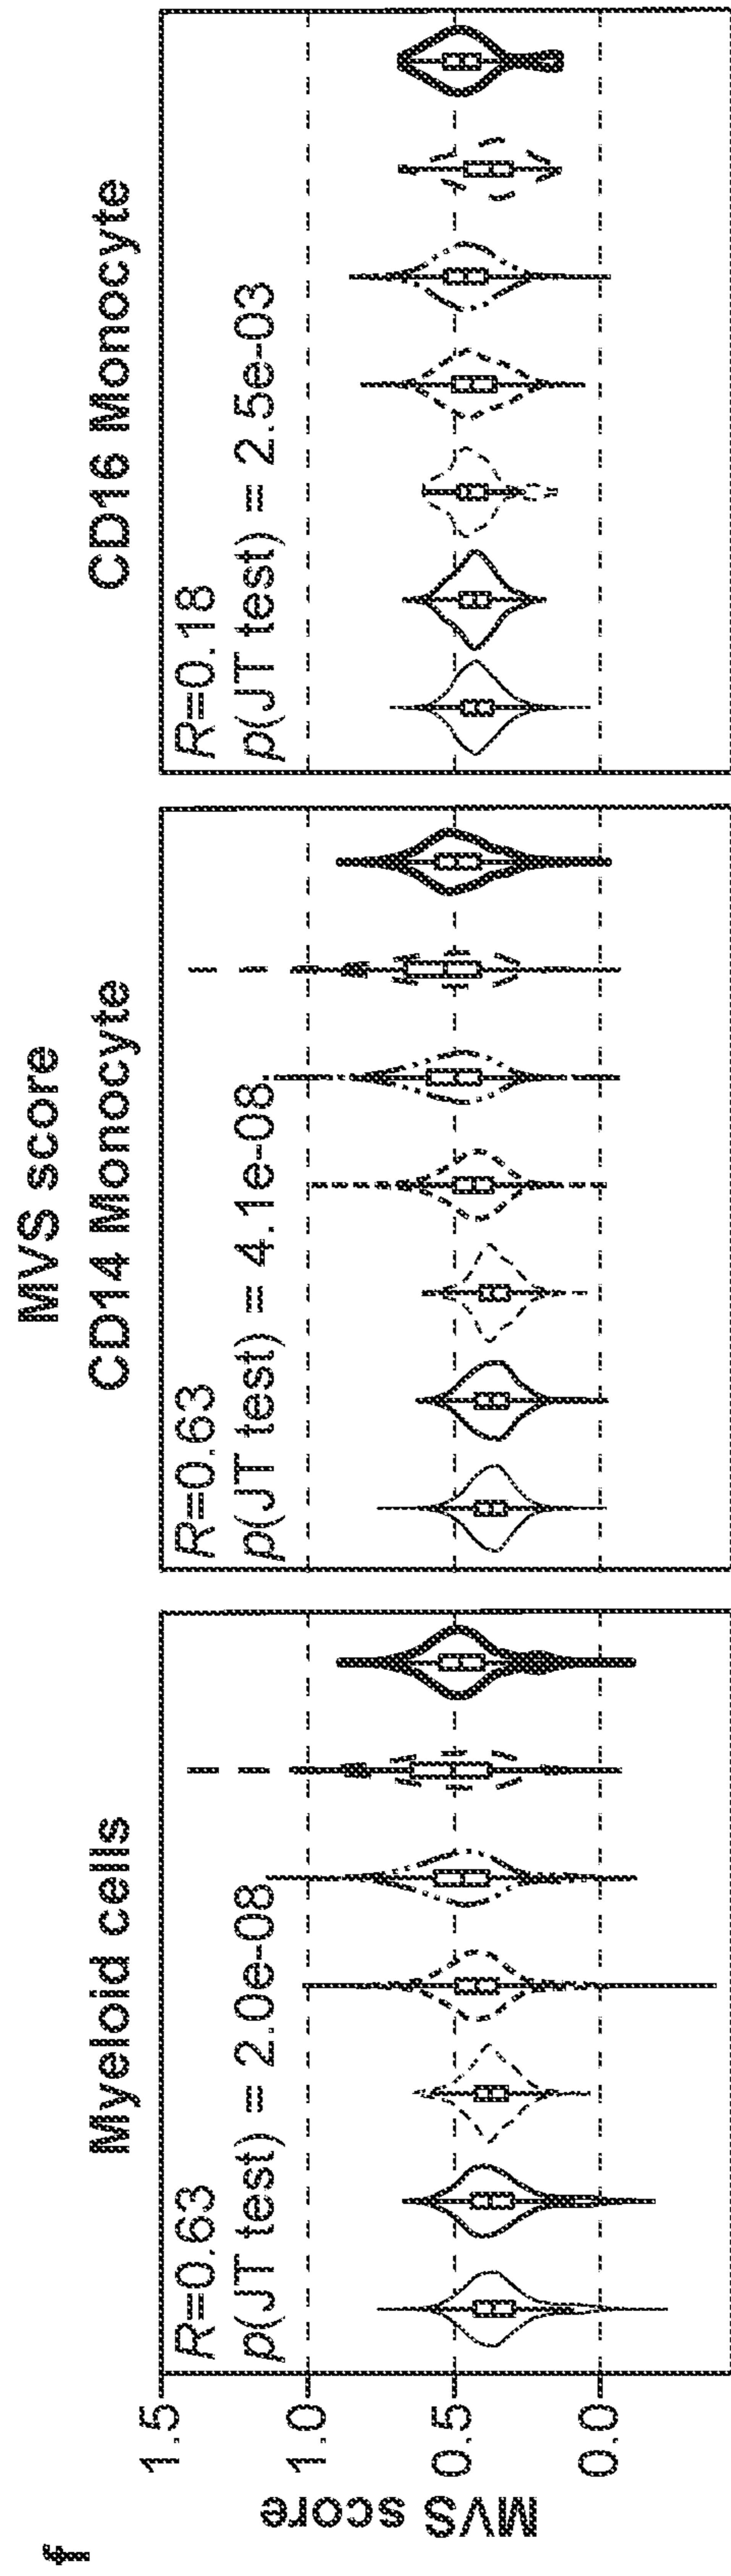 f
MVS score
Myeloid cells
CD14 Monocyte
CD16 Monocyte
MVS score
1.5
1.0
0.5
0.0
R=0.63
p(JT test) = 2.0e-08
R=0.63
p(JT test) = 4.1e-08
R=0.18
p(JT test) = 2.5e-03